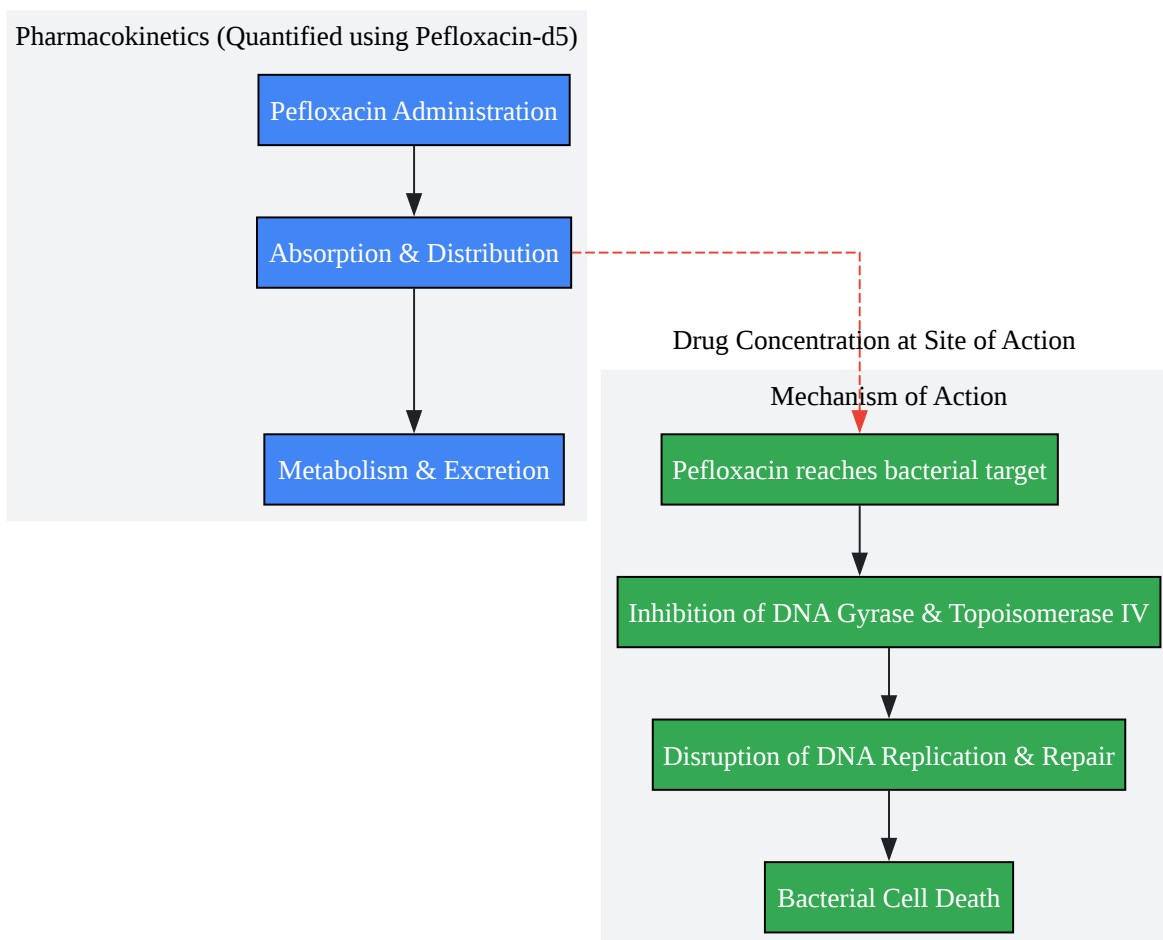 Pharmacokinetics (Quantified using Pefloxacin-d5)
Pefloxacin Administration
Absorption & Distribution
Metabolism & Excretion
Drug Concentration at Site of Action
Mechanism of Action
Pefloxacin reaches bacterial target
Inhibition of DNA Gyrase & Topoisomerase IV
Disruption of DNA Replication & Repair
Bacterial Cell Death